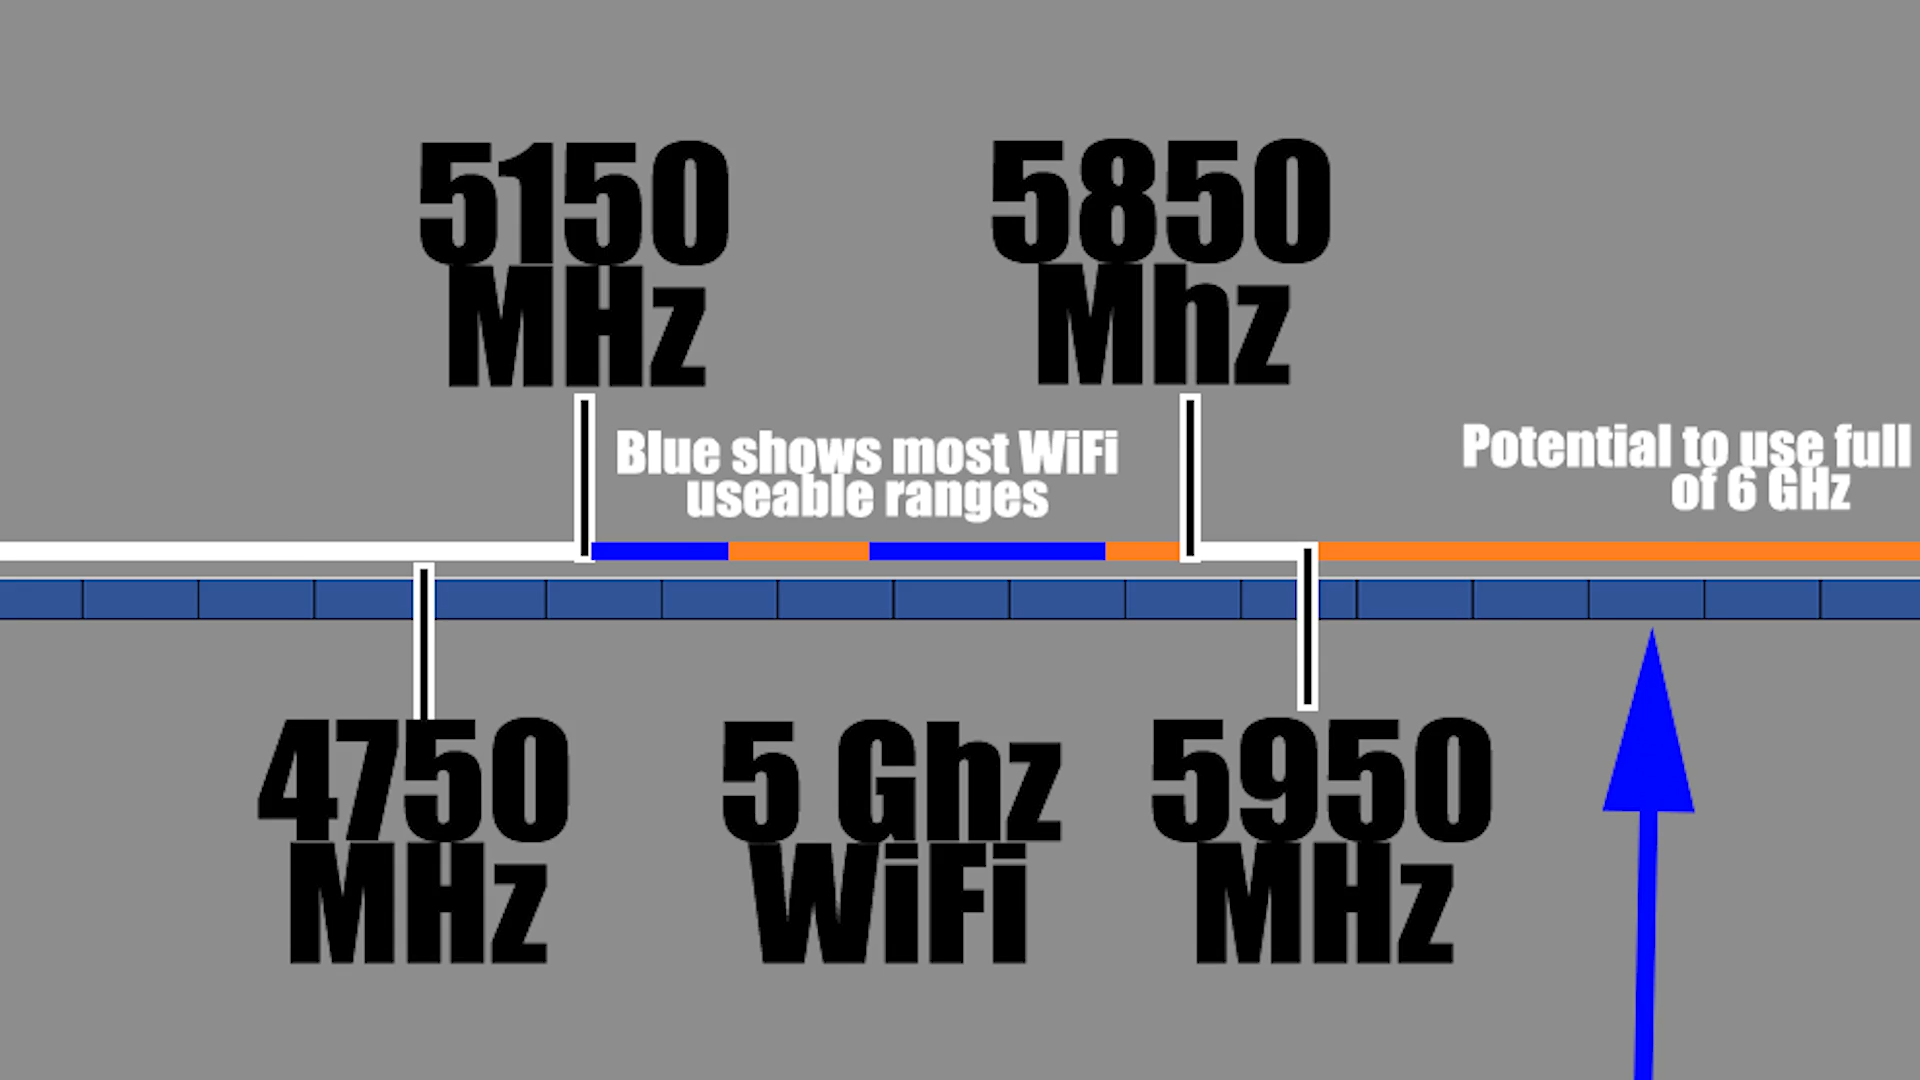 5150
MHz
5850
Mhz
Blue shows most WiFi
useable ranges
Potential to use full
of 6 GHz
4750
MHz
5 Ghz
WiFi
5950
MHz